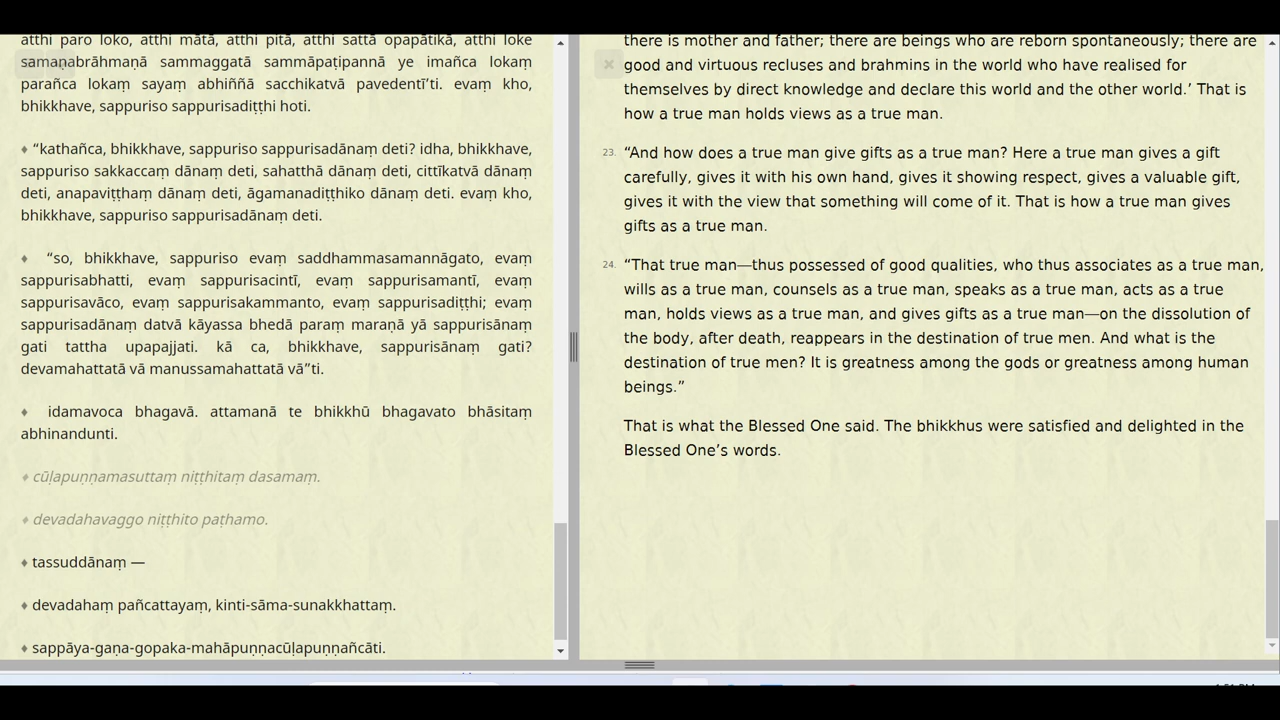 atthi paro loko, atthi mātā, atthi pitā, atthi sattā opapātikā, atthi loke
samaṇabrāhmaṇā sammaggatā sammāpaṭipannā ye imañca lokaṃ
parañca lokaṃ sayaṃ abhiññā sacchikatvā pavedentī’ti. evaṃ kho,
bhikkhave, sappuriso sappurisadiṭṭhi hoti.
♦ “kathañca, bhikkhave, sappuriso sappurisadānaṃ deti? idha, bhikkhave,
sappuriso sakkaccaṃ dānaṃ deti, sahatthā dānaṃ deti, cittīkatvā dānaṃ
deti, anapaviṭṭhaṃ dānaṃ deti, āgamanadiṭṭhiko dānaṃ deti. evaṃ kho,
bhikkhave, sappuriso sappurisadānaṃ deti.
♦ “so, bhikkhave, sappuriso evaṃ saddhammasamannāgato, evaṃ
sappurisabhatti, evaṃ sappurisacintī, evaṃ sappurisamantī, evaṃ
sappurisavāco, evaṃ sappurisakammanto, evaṃ sappurisadiṭṭhi; evaṃ
sappurisadānaṃ datvā kāyassa bhedā paraṃ maraṇā yā sappurisānaṃ
gati tattha upapajjati. kā ca, bhikkhave, sappurisānaṃ gati?
devamahattatā vā manussamahattatā vā”ti.
♦ idamavoca bhagavā. attamanā te bhikkhū bhagavato bhāsitaṃ
abhinandunti.
♦ cūḷapuṇṇamasuttaṃ niṭṭhitaṃ dasamaṃ.
♦ devadahavaggo niṭṭhito paṭhamo.
♦ tassuddānaṃ —
♦ devadahaṃ pañcattayaṃ, kinti-sāma-sunakkhattaṃ.
♦ sappāya-gaṇa-gopaka-mahāpuṇṇacūḷapuṇṇañcāti.
there is mother and father; there are beings who are reborn spontaneously; there are
good and virtuous recluses and brahmins in the world who have realised for
themselves by direct knowledge and declare this world and the other world.’ That is
how a true man holds views as a true man.
23. “And how does a true man give gifts as a true man? Here a true man gives a gift
carefully, gives it with his own hand, gives it showing respect, gives a valuable gift,
gives it with the view that something will come of it. That is how a true man gives
gifts as a true man.
24. “That true man—thus possessed of good qualities, who thus associates as a true man,
wills as a true man, counsels as a true man, speaks as a true man, acts as a true
man, holds views as a true man, and gives gifts as a true man—on the dissolution of
the body, after death, reappears in the destination of true men. And what is the
destination of true men? It is greatness among the gods or greatness among human
beings.”
That is what the Blessed One said. The bhikkhus were satisfied and delighted in the
Blessed One’s words.